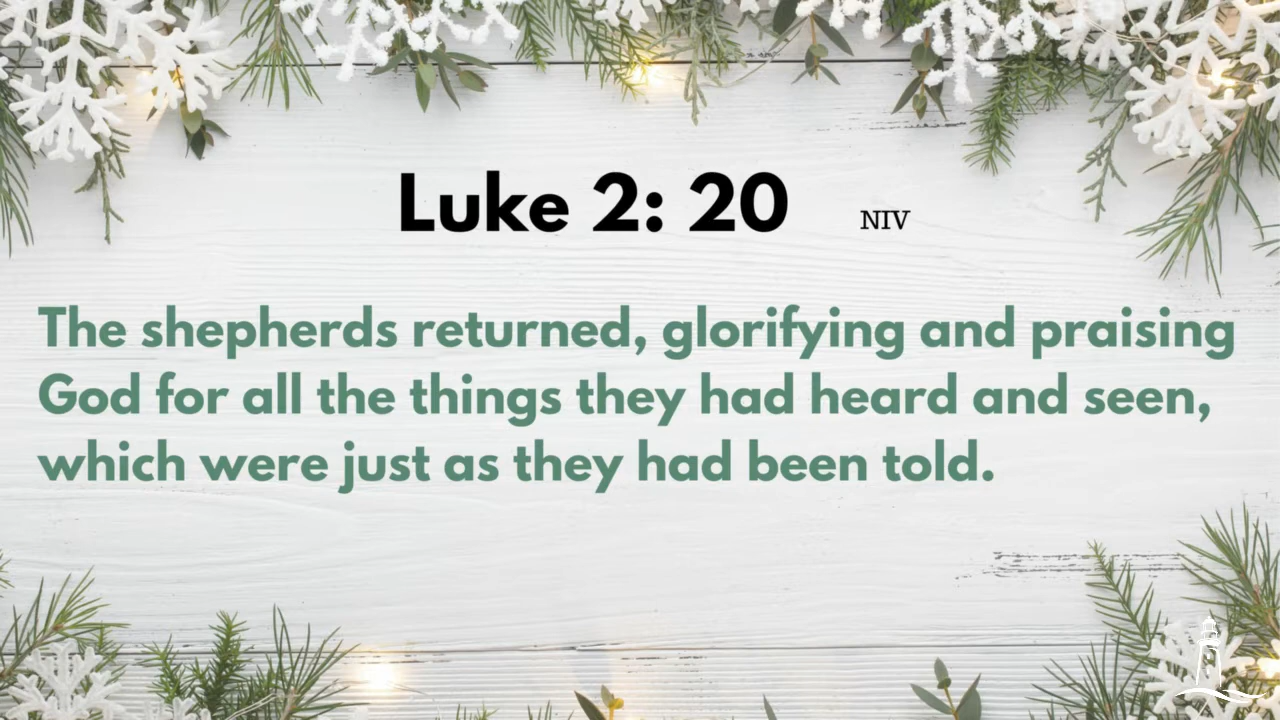 Luke 2: 20 NIV
The shepherds returned, glorifying and praising
God for all the things they had heard and seen,
which were just as they had been told.